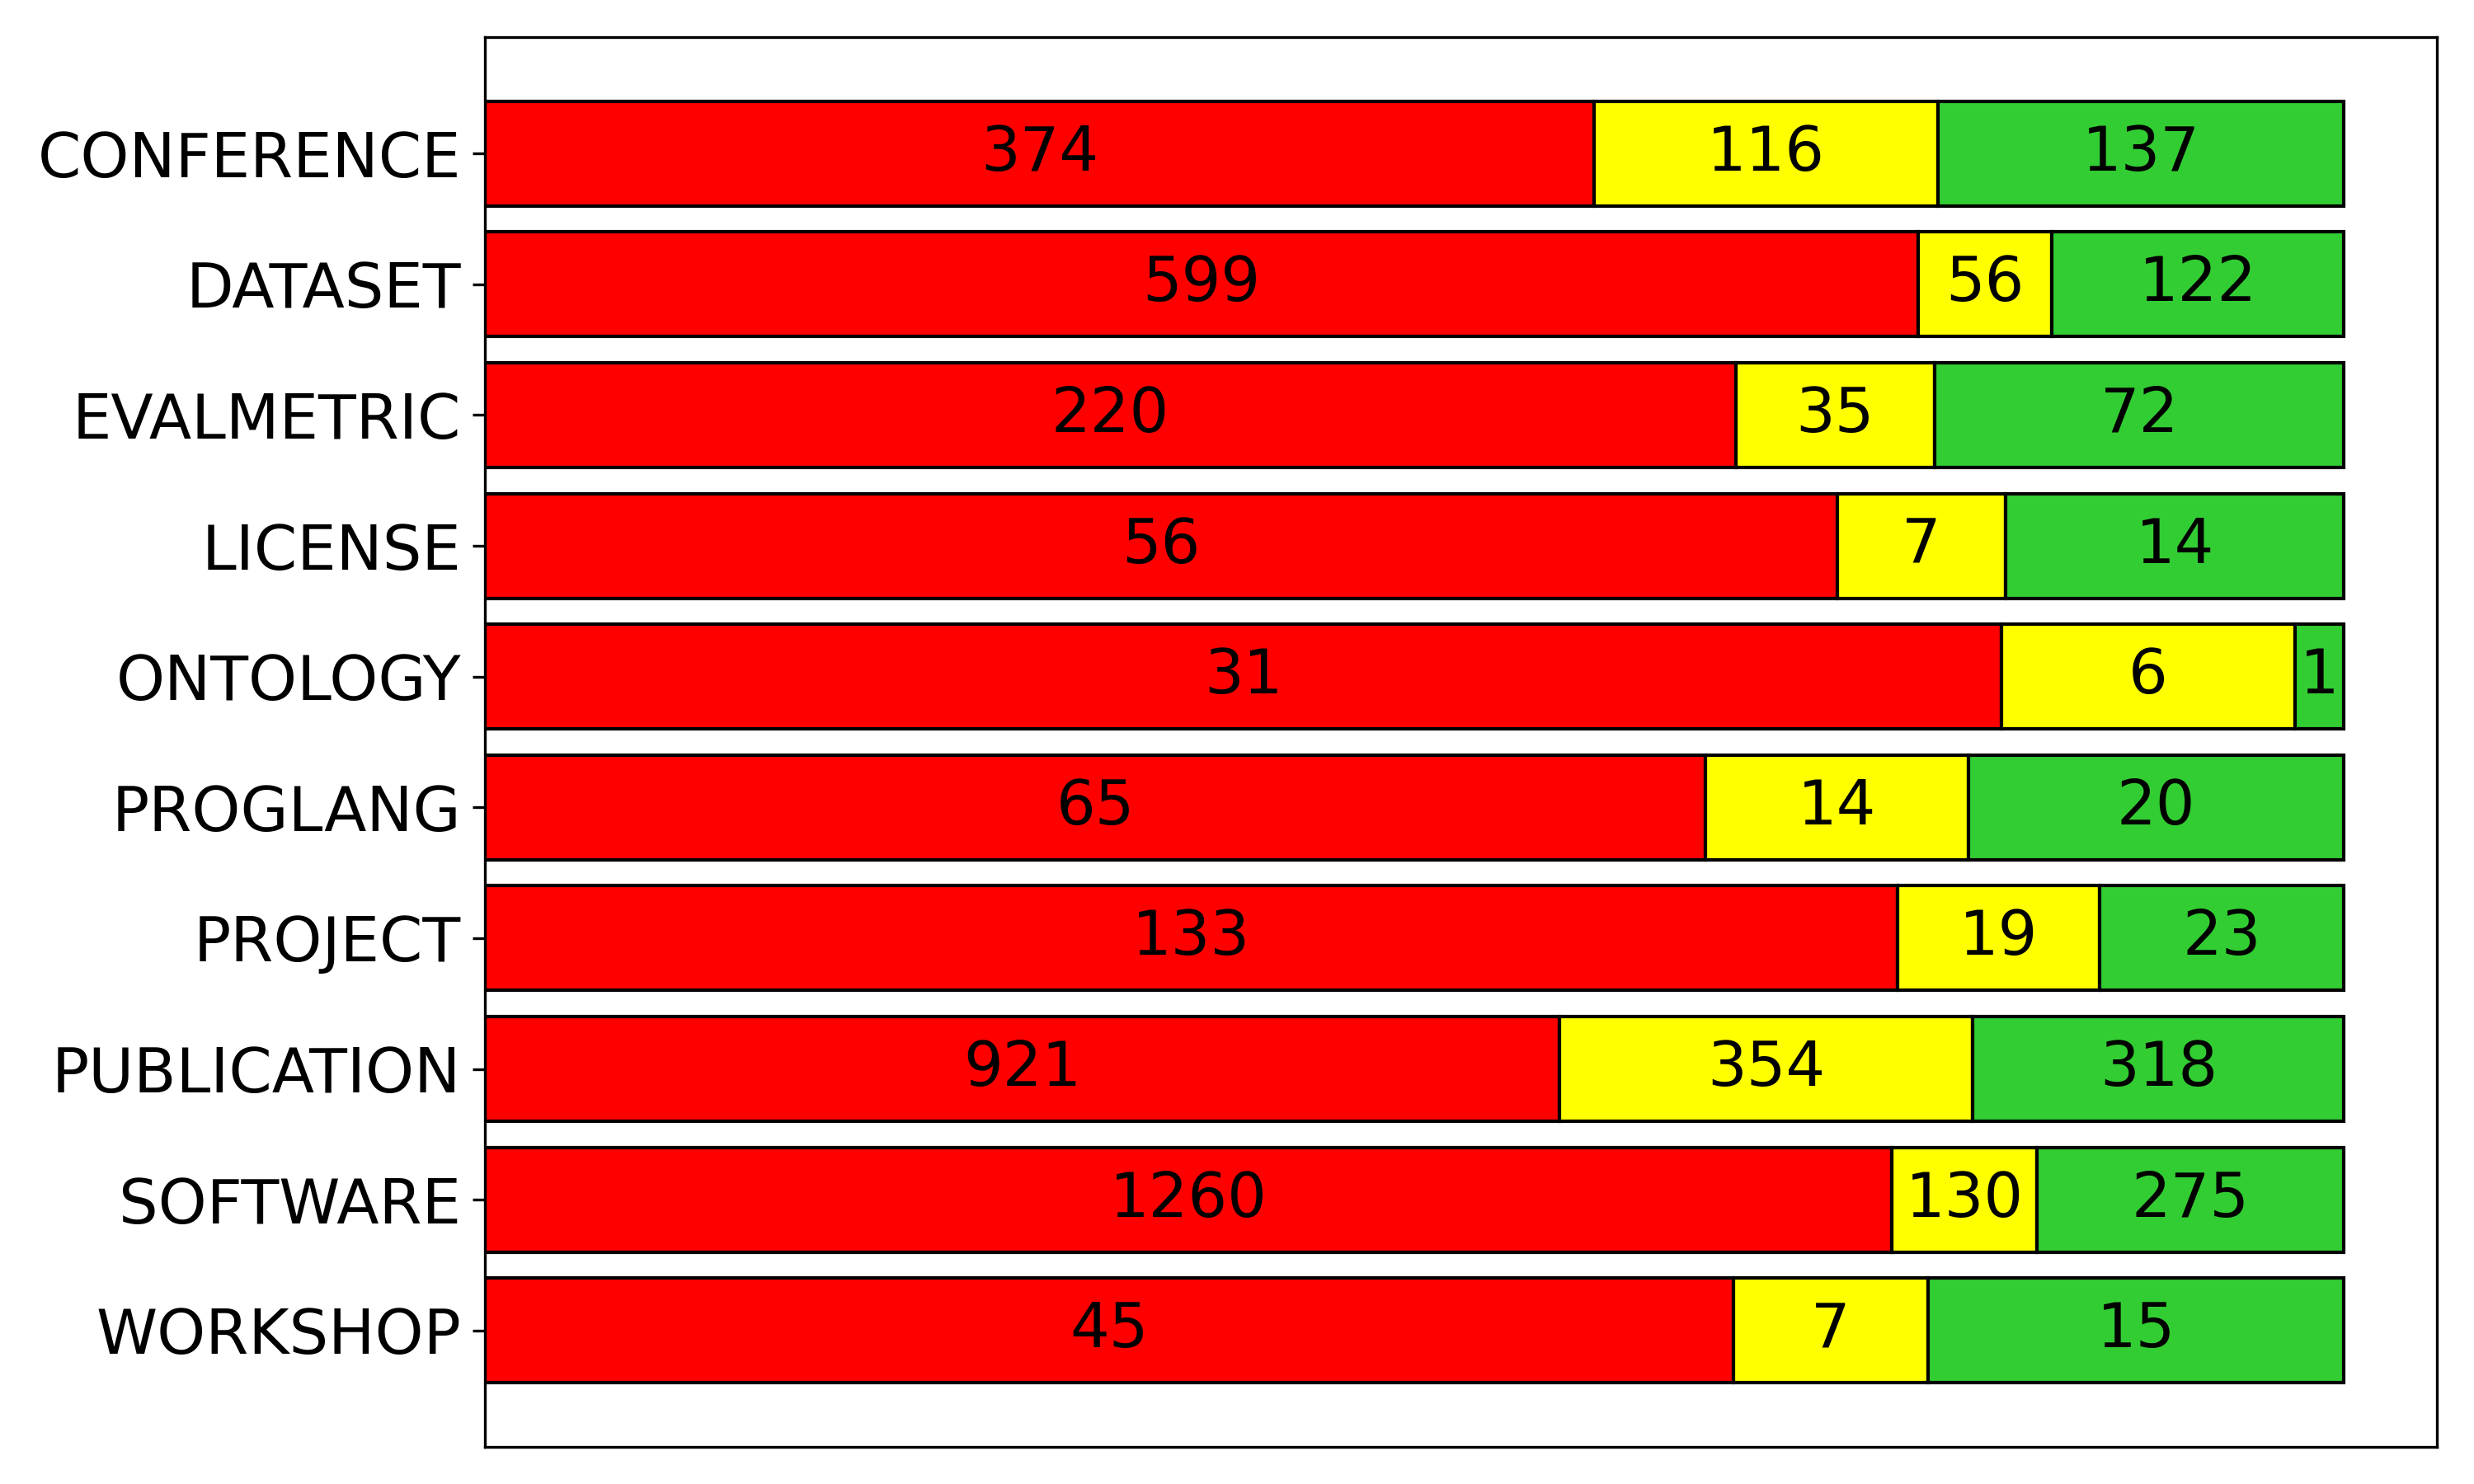 CONFERENCE 374 116 137
DATASET 599 56 122
EVALMETRIC 220 35 72
LICENSE 56 7 14
ONTOLOGY 31 6 1
PROGLANG 65 14 20
PROJECT 133 19 23
PUBLICATION 921 354 318
SOFTWARE 1260 130 275
WORKSHOP 45 7 15